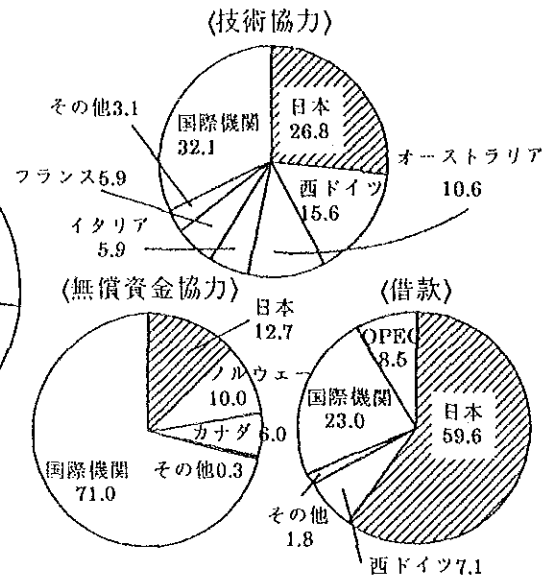 〈技術協力〉
日本
26.8
オーストラリア
10.6
西ドイツ
15.6
イタリア
5.9
フランス5.9
その他3.1
国際機関
32.1
〈無償資金協力〉
日本
12.7
ノルウェー
10.0
カナダ6.0
その他0.3
国際機関
71.0
〈借款〉
日本
59.6
西ドイツ7.1
その他
1.8
国際機関
23.0
OPEC
8.5